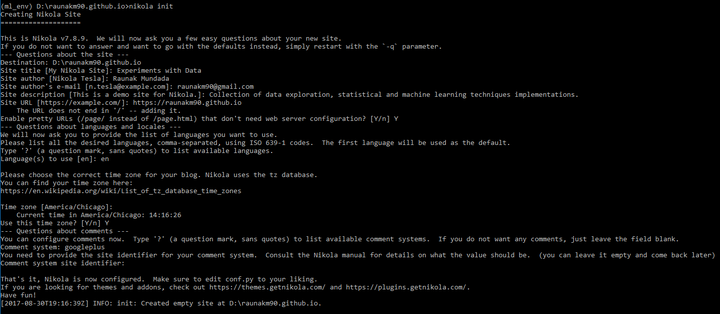 (ml_env) D:\raunakm90.github.io>nikola init
Creating Nikola Site
====================

This is Nikola v7.8.9.  We will now ask you a few easy questions about your new site.
If you do not want to answer and want to go with the defaults instead, simply restart with the `-q` parameter.
--- Questions about the site ---
Destination: D:\raunakm90.github.io
Site title [My Nikola Site]: Experiments with Data
Site author [Nikola Tesla]: Raunak Mundada
Site author's e-mail [n.tesla@example.com]: raunakm90@gmail.com
Site description [This is a demo site for Nikola.]: Collection of data exploration, statistical and machine learning techniques implementations.
Site URL [https://example.com/]: https://raunakm90.github.io
    The URL does not end in '/' -- adding it.
Enable pretty URLs (/page/ instead of /page.html) that don't need web server configuration? [Y/n] Y
--- Questions about languages and locales ---
We will now ask you to provide the list of languages you want to use.
Please list all the desired languages, comma-separated, using ISO 639-1 codes.  The first language will be used as the default.
Type '?' (a question mark, sans quotes) to list available languages.
Language(s) to use [en]: en

Please choose the correct time zone for your blog. Nikola uses the tz database.
You can find your time zone here:
https://en.wikipedia.org/wiki/List_of_tz_database_time_zones

Time zone [America/Chicago]:
    Current time in America/Chicago: 14:16:26
Use this time zone? [Y/n] Y
--- Questions about comments ---
You can configure comments now.  Type '?' (a question mark, sans quotes) to list available comment systems.  If you do not want any comments, just leave the field blank.
Comment system: googleplus
You need to provide the site identifier for your comment system.  Consult the Nikola manual for details on what the value should be.  (you can leave it empty and come back later)
Comment system site identifier:

That's it, Nikola is now configured.  Make sure to edit conf.py to your liking.
If you are looking for themes and addons, check out https://themes.getnikola.com/ and https://plugins.getnikola.com/.
Have fun!
[2017-08-30T19:16:39Z] INFO: init: Created empty site at D:\raunakm90.github.io.